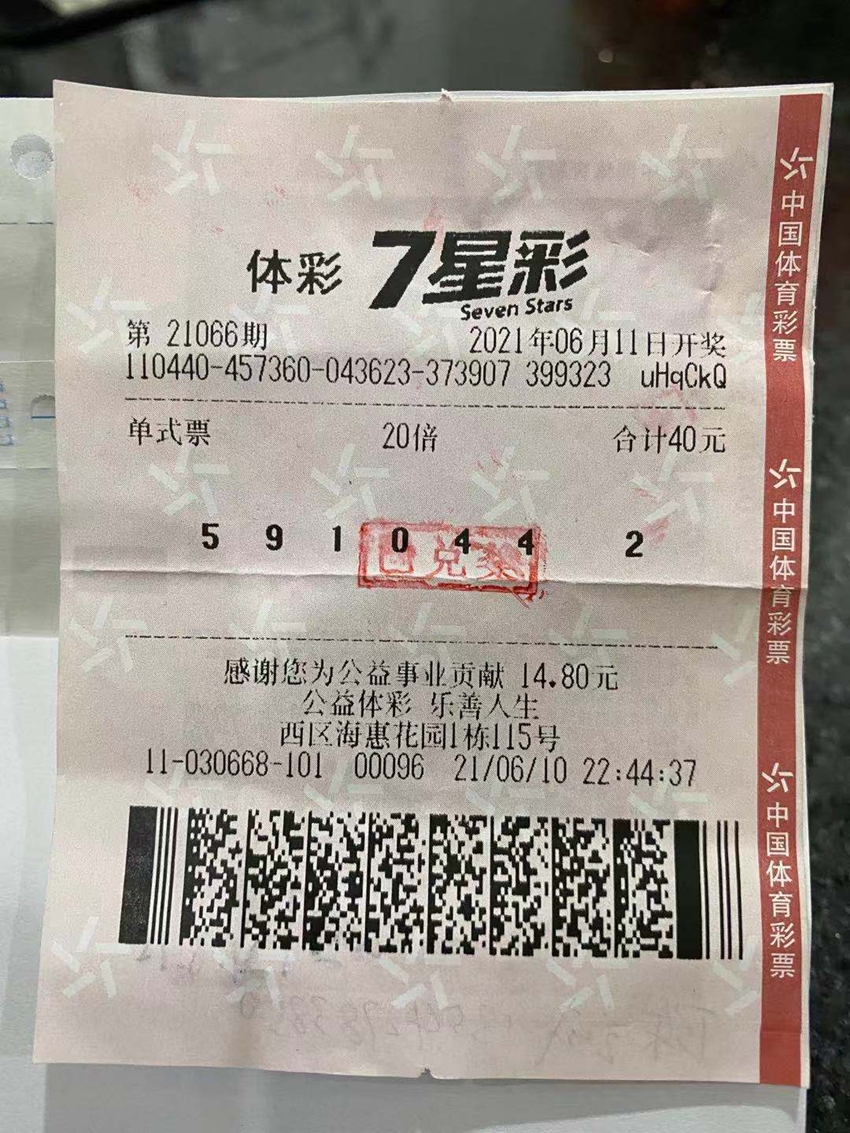 体彩 7星彩
Seven Stars
第 21066期 2021年06月11日开奖
110440-457360-043623-373907 399323 uHqCkQ
单式票 20倍 合计40元
5 9 1 0 4 4 2
已兑奖
感谢您为公益事业贡献 14.80元
公益体彩 乐善人生
西区海惠花园1栋115号
11-030668-101 00096 21/06/10 22:44:37
中国体育彩票
中国体育彩票
中国体育彩票